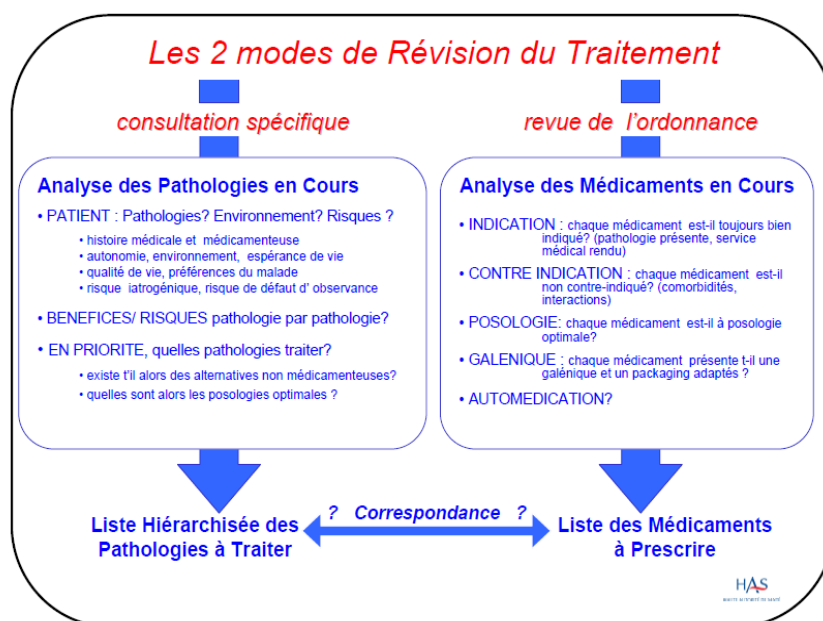 Les 2 modes de Révision du Traitement
consultation spécifique
revue de l'ordonnance
Analyse des Pathologies en Cours
• PATIENT : Pathologies? Environnement? Risques ?
• histoire médicale et médicamenteuse
• autonomie, environnement, espérance de vie
• qualité de vie, préférences du malade
• risque iatrogénique, risque de défaut d' observance
• BENEFICES/ RISQUES pathologie par pathologie?
• EN PRIORITE, quelles pathologies traiter?
• existe t'il alors des alternatives non médicamenteuses?
• quelles sont alors les posologies optimales ?
Analyse des Médicaments en Cours
• INDICATION : chaque médicament est-il toujours bien
indiqué? (pathologie présente, service
médical rendu)
• CONTRE INDICATION : chaque médicament est-il
non contre-indiqué? (comorbidités,
interactions)
• POSOLOGIE: chaque médicament est-il à posologie
optimale?
• GALENIQUE : chaque médicament présente t-il une
galénique et un packaging adaptés ?
• AUTOMEDICATION?
Liste Hiérarchisée des
Pathologies à Traiter
? Correspondance ?
Liste des Médicaments
à Prescrire
HAS
HAUTE AUTORITÉ DE SANTÉ